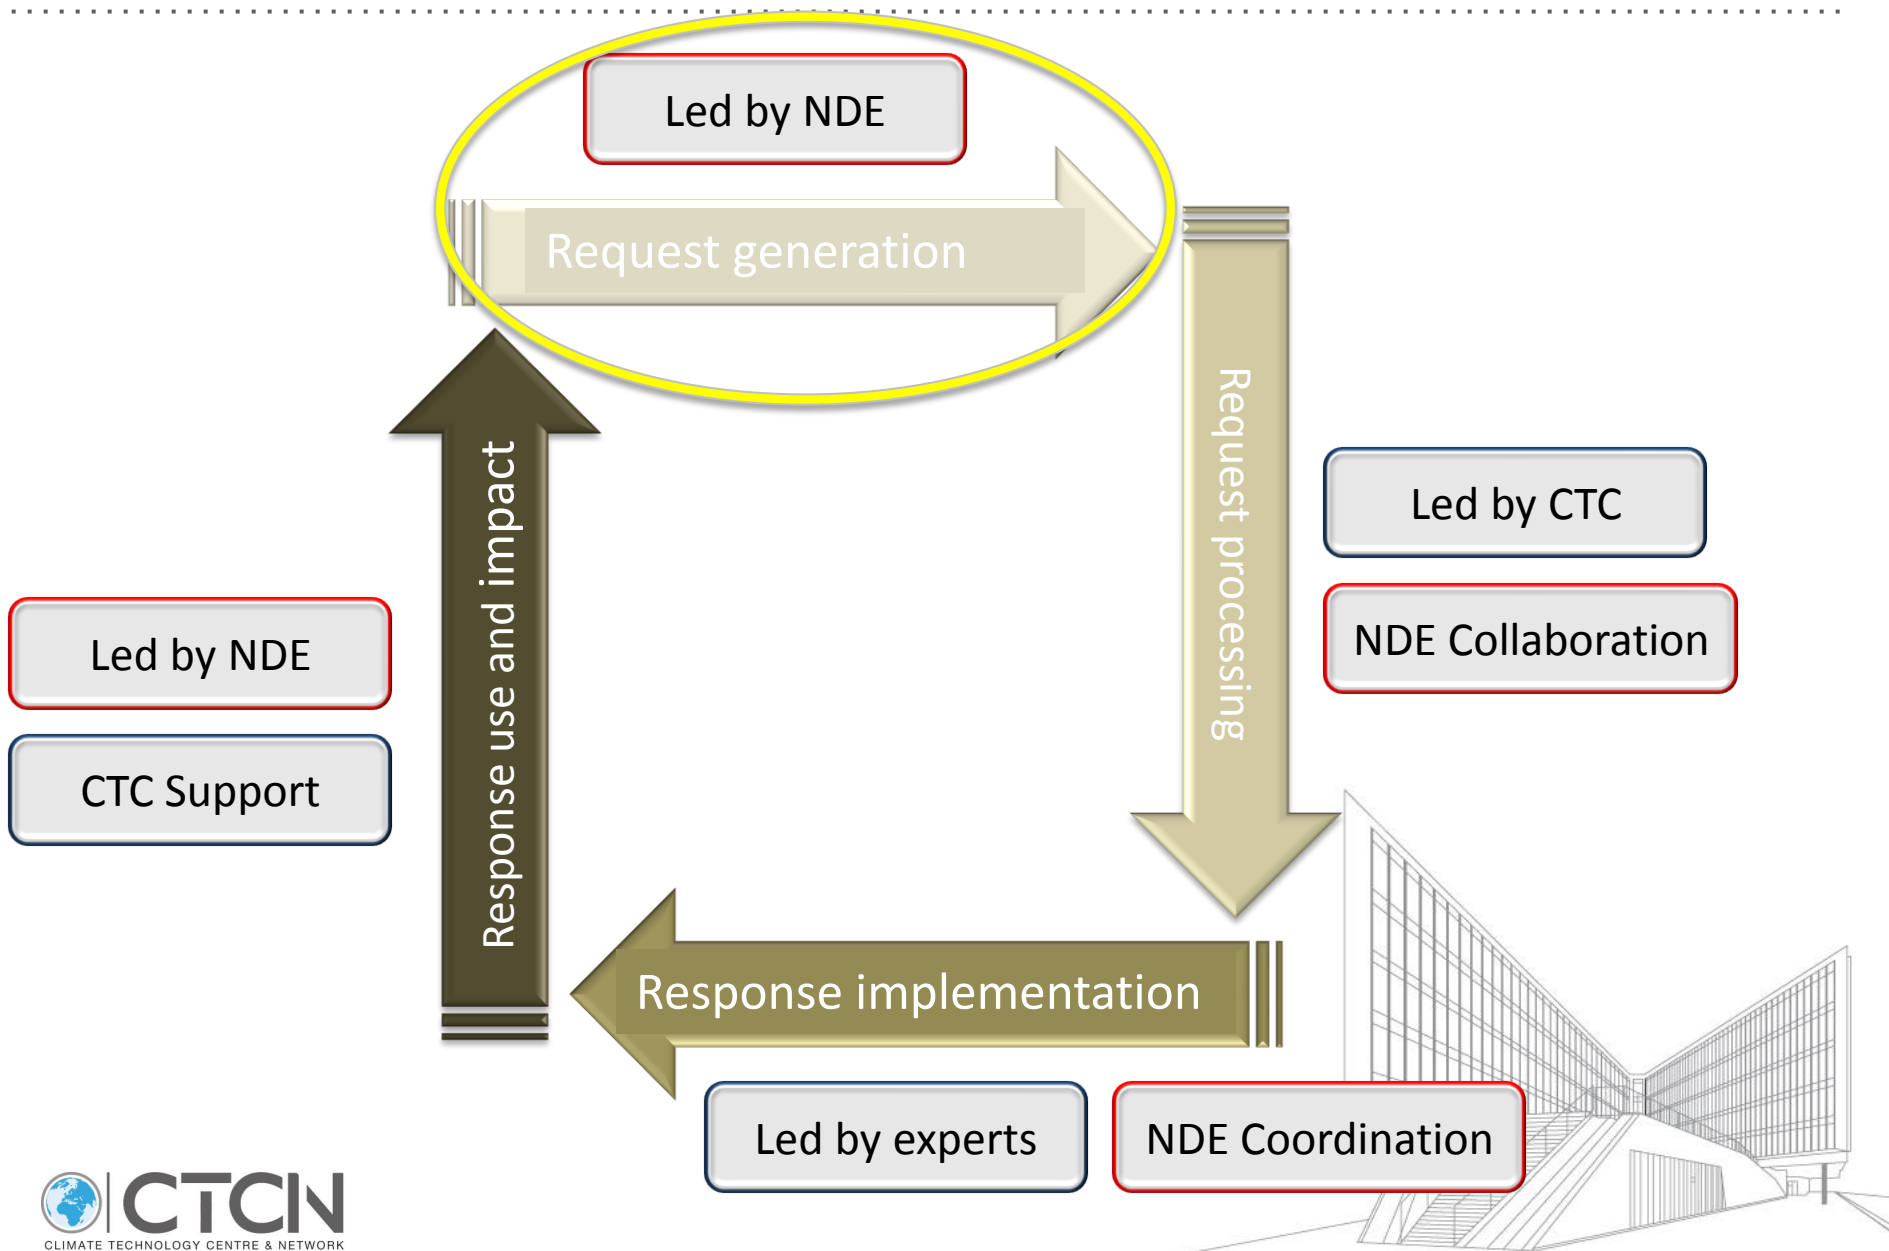 Led by NDE
Request generation
Request processing
Led by CTC
NDE Collaboration
Response use and impact
Led by NDE
CTC Support
Response implementation
Led by experts
NDE Coordination
CTCN
CLIMATE TECHNOLOGY CENTRE & NETWORK